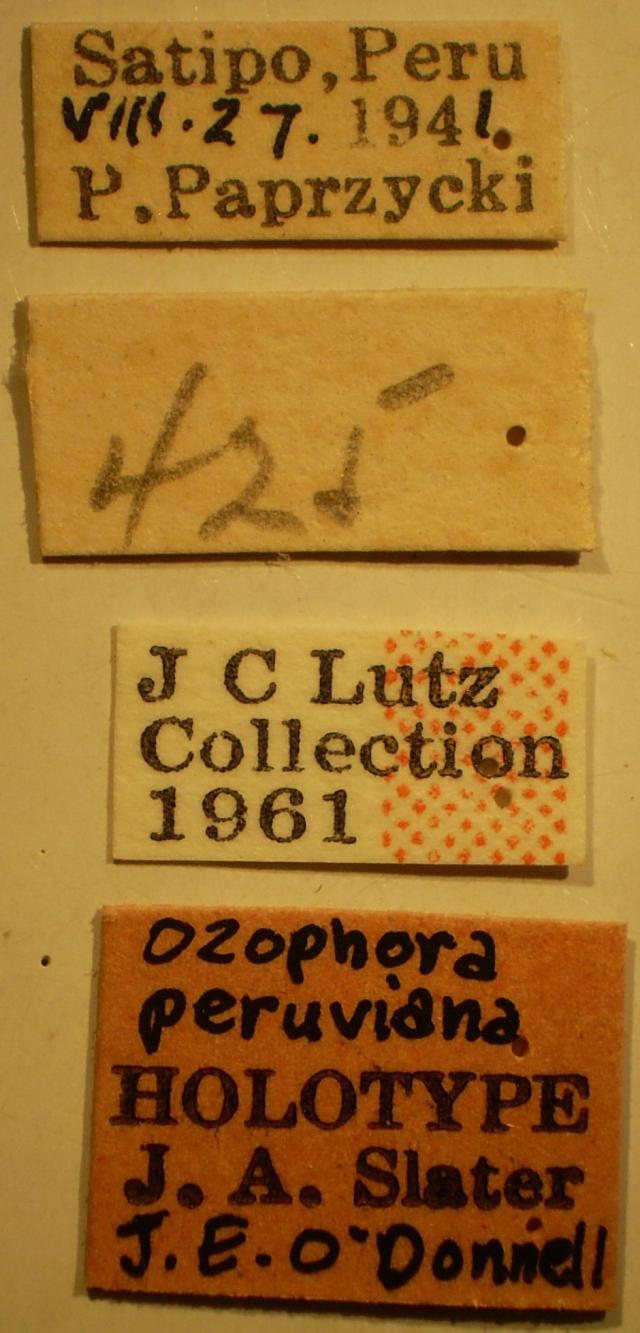 Satipo, Peru
VIII. 27. 1941.
P. Paprzycki
425
J C Lutz
Collection
1961
Ozophora
peruviana
HOLOTYPE
J. A. Slater
J. E. O'Donnell